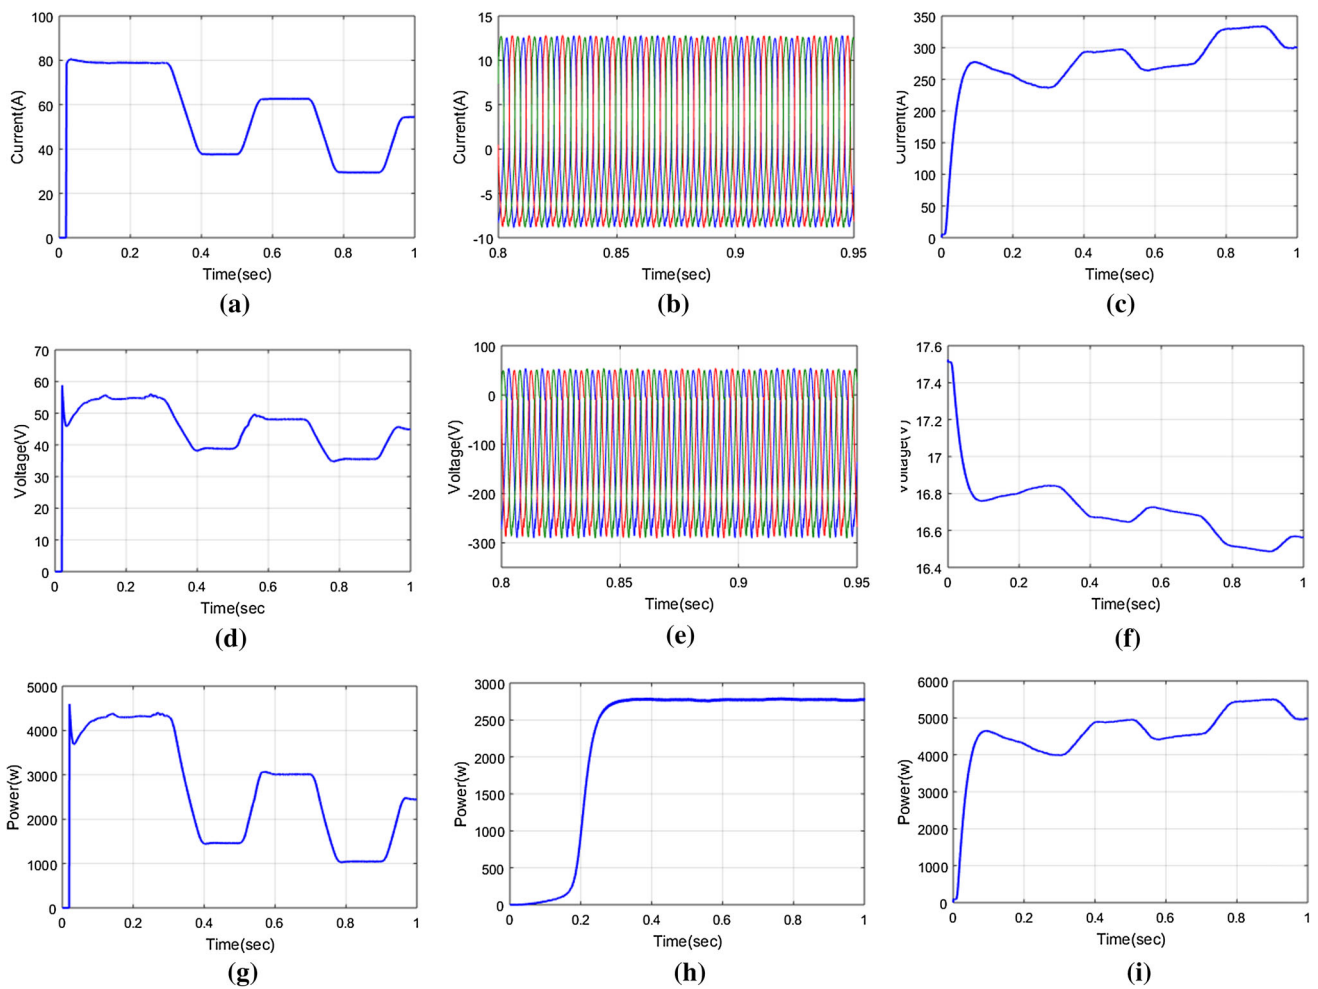 100
80
60
40
20
0
Current(A)
0 0.2 0.4 0.6 0.8 1
Time(sec)
(a)
15
10
5
0
-5
-10
Current(A)
0.8 0.85 0.9 0.95
Time(sec)
(b)
350
300
250
200
150
100
50
0
Current(A)
0 0.2 0.4 0.6 0.8 1
Time(sec)
(c)
70
60
50
40
30
20
10
0
Voltage(V)
0 0.2 0.4 0.6 0.8 1
Time(sec
(d)
100
0
-100
-200
-300
Voltage(V)
0.8 0.85 0.9 0.95
Time(sec)
(e)
17.6
17.4
17.2
17
16.8
16.6
16.4
Voltage(V)
0 0.2 0.4 0.6 0.8 1
Time(sec)
(f)
5000
4000
3000
2000
1000
0
Power(w)
0 0.2 0.4 0.6 0.8 1
Time(sec)
(g)
3000
2500
2000
1500
1000
500
0
Power(w)
0 0.2 0.4 0.6 0.8 1
Time(sec)
(h)
6000
5000
4000
3000
2000
1000
0
Power(w)
0 0.2 0.4 0.6 0.8 1
Time(sec)
(i)